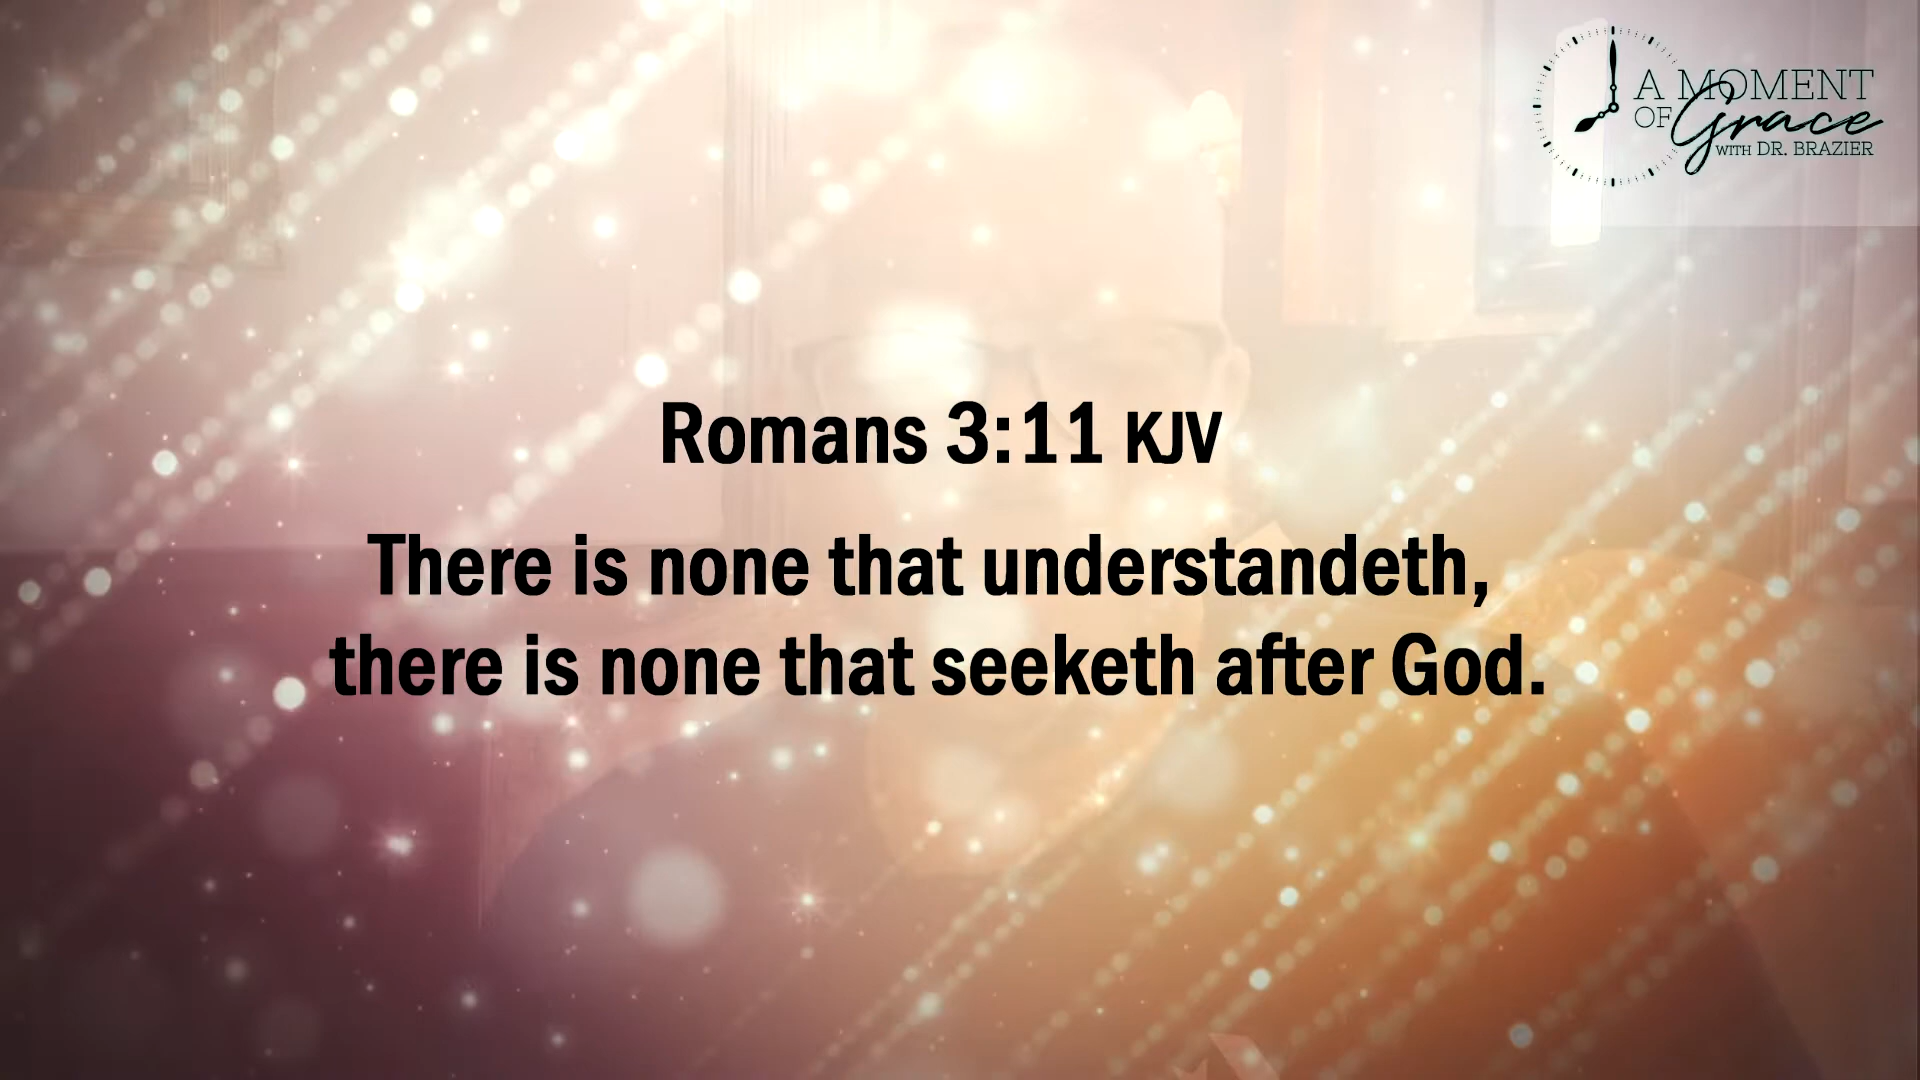 A MOMENT
OF Grace
WITH DR. BRAZIER
Romans 3:11 KJV
There is none that understandeth,
there is none that seeketh after God.